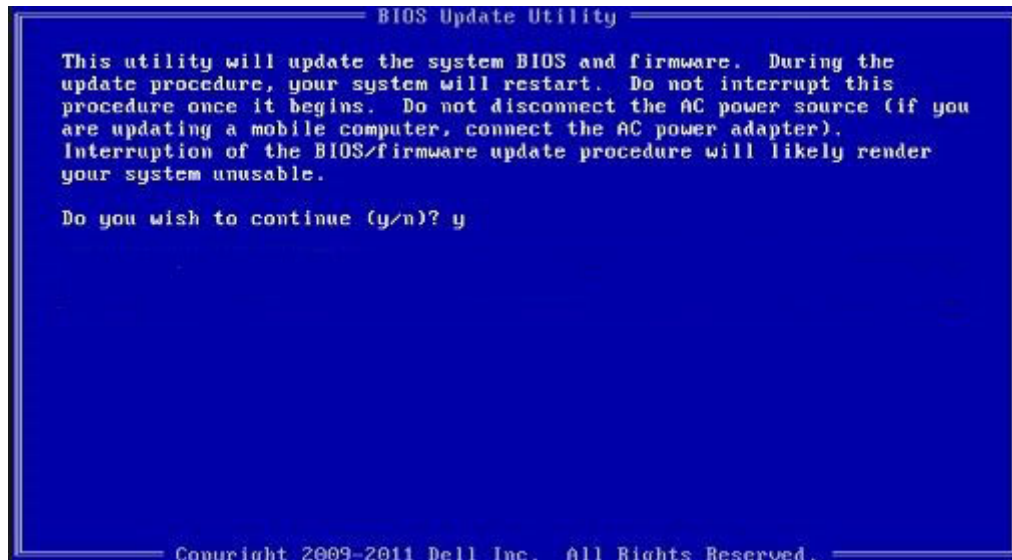 BIOS Update Utility
This utility will update the system BIOS and firmware. During the
update procedure, your system will restart. Do not interrupt this
procedure once it begins. Do not disconnect the AC power source (if you
are updating a mobile computer, connect the AC power adapter).
Interruption of the BIOS/firmware update procedure will likely render
your system unusable.
Do you wish to continue (y/n)? y
Copyright 2009-2011 Dell Inc. All Rights Reserved.